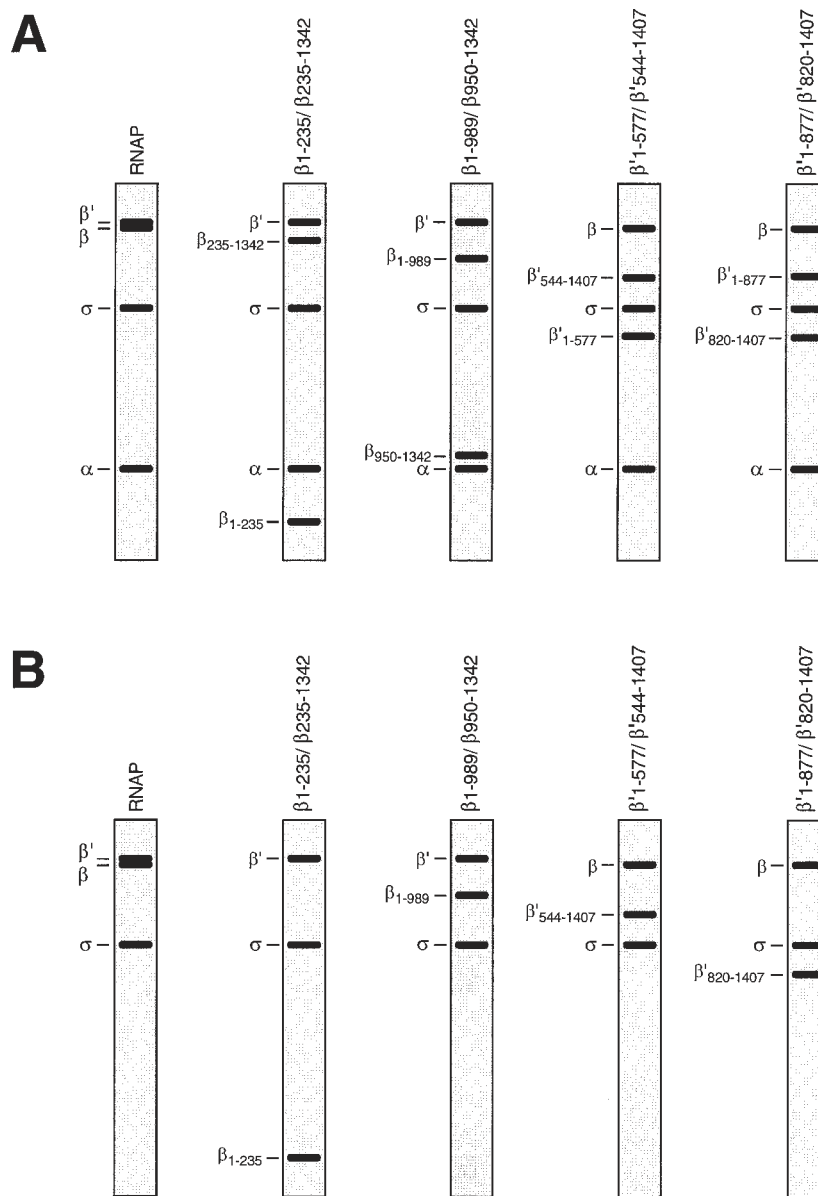 A
RNAP
β1-235/ β235-1342
β1-989/ β950-1342
β'1-577/ β'544-1407
β'1-877/ β'820-1407
β'
β
σ
α
β'
β235-1342
σ
α
β1-235
β'
β1-989
σ
β950-1342
α
β
β'544-1407
σ
β'1-577
α
β
β'1-877
σ
β'820-1407
α
B
RNAP
β1-235/ β235-1342
β1-989/ β950-1342
β'1-577/ β'544-1407
β'1-877/ β'820-1407
β'
β
σ
β'
σ
β1-235
β'
β1-989
σ
β
β'544-1407
σ
β
σ
β'820-1407